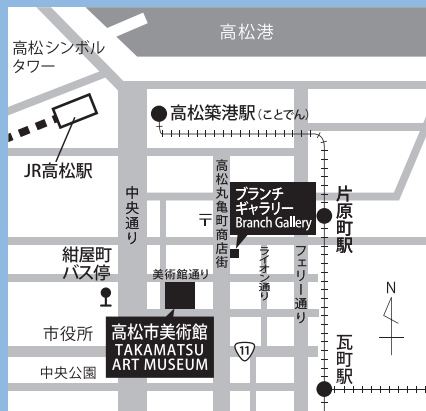 高松港
高松シンボル
タワー
高松築港駅(ことでん)
JR高松駅
中央通り
高松丸亀町商店街
〒
ブランチ
ギャラリー
Branch Gallery
片原町駅
紺屋町
バス停
美術館通り
ライオン通り
フェリー通り
N
市役所
高松市美術館
TAKAMATSU
ART MUSEUM
11
瓦町駅
中央公園